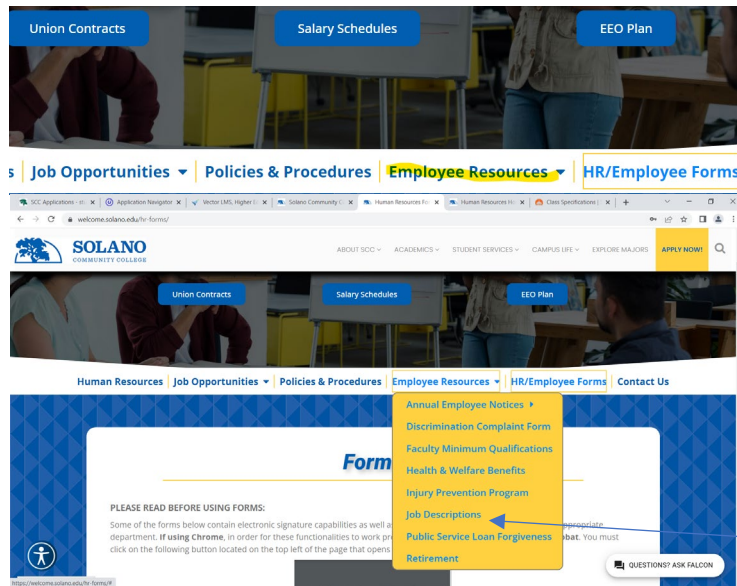 Union Contracts Salary Schedules EEO Plan
s Job Opportunities Policies & Procedures Employee Resources HR/Employee Forms
SCC Applications - st Application Navigator Vector LMS, Higher Solano Community C Human Resources For Human Resources Ho Class Specifications
welcome.solano.edu/hr-forms/
SOLANO
COMMUNITY COLLEGE
ABOUT SCC ACADEMICS STUDENT SERVICES CAMPUS LIFE EXPLORE MAJORS APPLY NOW!
Union Contracts Salary Schedules EEO Plan
Human Resources Job Opportunities Policies & Procedures Employee Resources HR/Employee Forms Contact Us
Annual Employee Notices
Discrimination Complaint Form
Faculty Minimum Qualifications
Form
Health & Welfare Benefits
Injury Prevention Program
PLEASE READ BEFORE USING FORMS:
Job Descriptions
Some of the forms below contain electronic signature capabilities as well a appropriate
Public Service Loan Forgiveness
department. If using Chrome, in order for these functionalities to work pr obat. You must
click on the following button located on the top left of the page that opens
Retirement
QUESTIONS? ASK FALCON
https://welcome.solano.edu/hr-forms/#